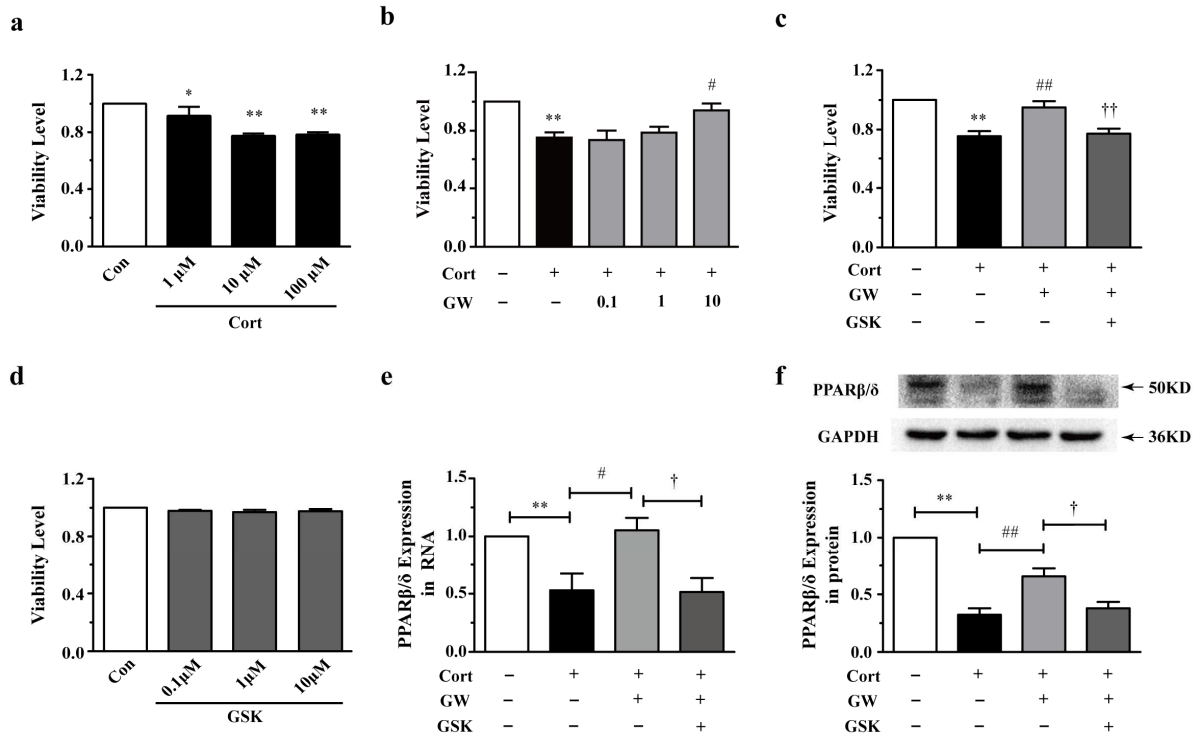 a
Viability Level
1.2
0.8
0.4
0.0
*
**
**
Con
1 μM
10 μM
100 μM
Cort
b
Viability Level
1.2
0.8
0.4
0.0
**
#
Cort – + + + +
GW – – 0.1 1 10
c
Viability Level
1.2
0.8
0.4
0.0
**
##
††
Cort – + + +
GW – – + +
GSK – – – +
d
Viability Level
1.2
0.8
0.4
0.0
Con
0.1μM
1μM
10μM
GSK
e
PPARβ/δ Expression
in RNA
1.5
1.0
0.5
0.0
**
#
†
Cort – + + +
GW – – + +
GSK – – – +
f
PPARβ/δ
50KD
GAPDH
36KD
PPARβ/δ Expression
in protein
1.5
1.0
0.5
0.0
**
##
†
Cort – + + +
GW – – + +
GSK – – – +